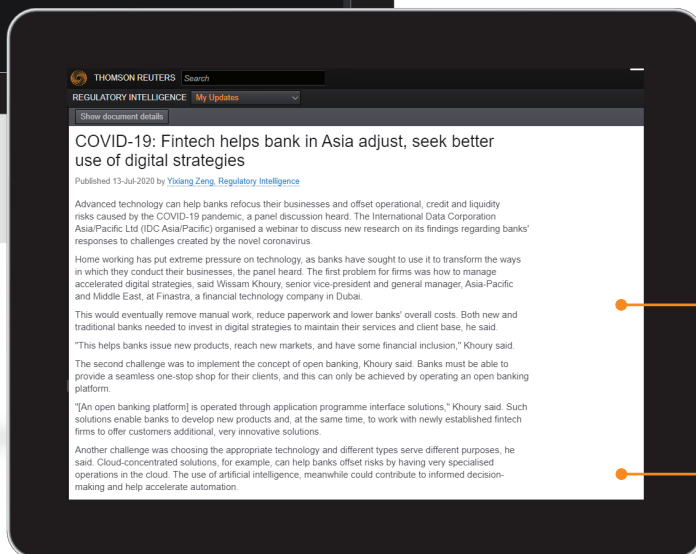 THOMSON REUTERS Search
REGULATORY INTELLIGENCE My Updates
Show document details
COVID-19: Fintech helps bank in Asia adjust, seek better
use of digital strategies
Published 13-Jul-2020 by Yixiang Zeng, Regulatory Intelligence
Advanced technology can help banks refocus their businesses and offset operational, credit and liquidity
risks caused by the COVID-19 pandemic, a panel discussion heard. The International Data Corporation
Asia/Pacific Ltd (IDC Asia/Pacific) organised a webinar to discuss new research on its findings regarding banks'
responses to challenges created by the novel coronavirus.
Home working has put extreme pressure on technology, as banks have sought to use it to transform the ways
in which they conduct their businesses, the panel heard. The first problem for firms was how to manage
accelerated digital strategies, said Wissam Khoury, senior vice-president and general manager, Asia-Pacific
and Middle East, at Finastra, a financial technology company in Dubai.
This would eventually remove manual work, reduce paperwork and lower banks' overall costs. Both new and
traditional banks needed to invest in digital strategies to maintain their services and client base, he said.
"This helps banks issue new products, reach new markets, and have some financial inclusion," Khoury said.
The second challenge was to implement the concept of open banking, Khoury said. Banks must be able to
provide a seamless one-stop shop for their clients, and this can only be achieved by operating an open banking
platform.
"[An open banking platform] is operated through application programme interface solutions," Khoury said. Such
solutions enable banks to develop new products and, at the same time, to work with newly established fintech
firms to offer customers additional, very innovative solutions.
Another challenge was choosing the appropriate technology and different types serve different purposes, he
said. Cloud-concentrated solutions, for example, can help banks offset risks by having very specialised
operations in the cloud. The use of artificial intelligence, meanwhile could contribute to informed decision-
making and help accelerate automation.